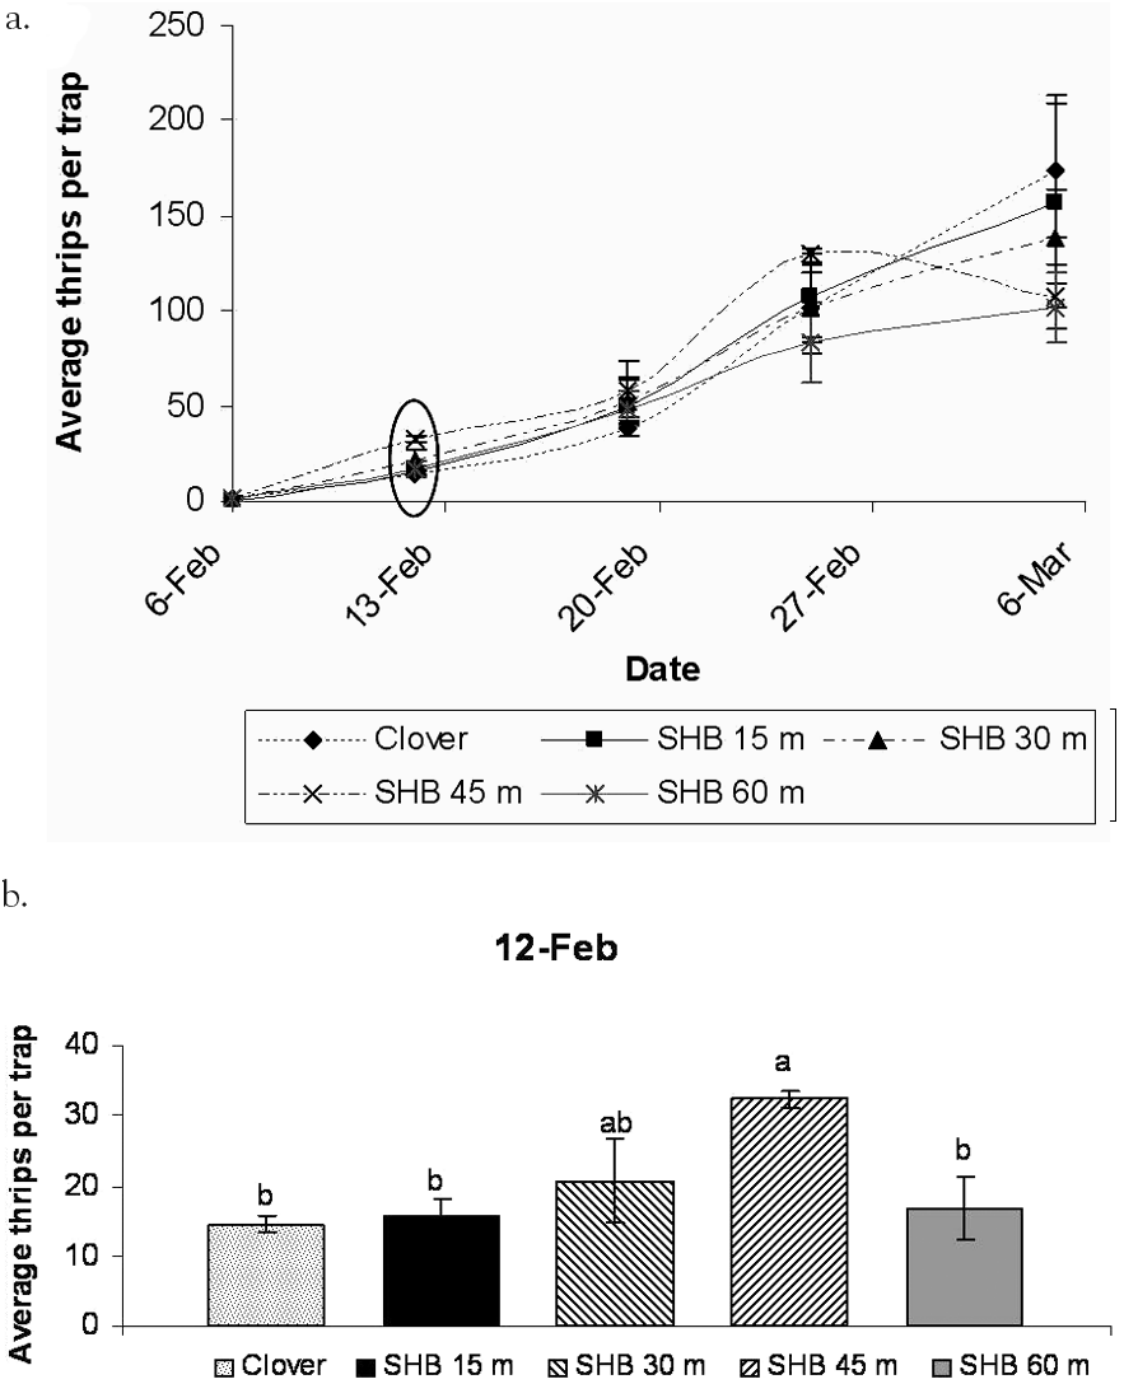 a.
250
200
150
100
50
0
Average thrips per trap
6-Feb 13-Feb 20-Feb 27-Feb 6-Mar
Date
Clover SHB 15 m SHB 30 m
SHB 45 m SHB 60 m
b.
12-Feb
40
30
20
10
0
Average thrips per trap
b b ab a b
Clover SHB 15 m SHB 30 m SHB 45 m SHB 60 m